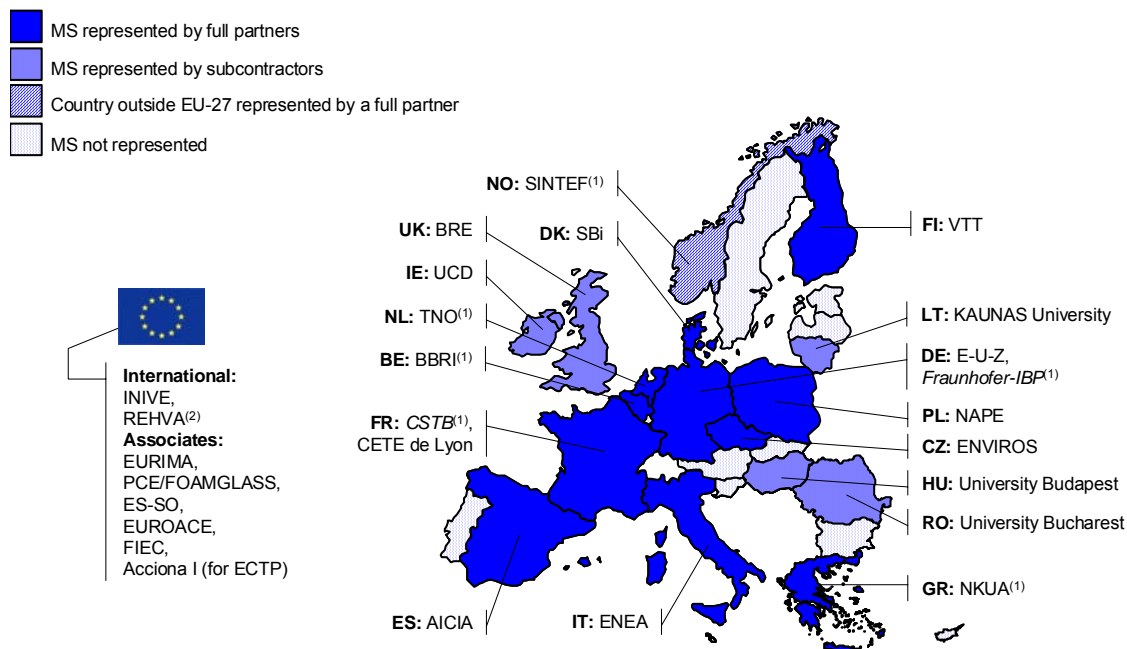 MS represented by full partners
MS represented by subcontractors
Country outside EU-27 represented by a full partner
MS not represented
NO: SINTEF(1)
UK: BRE
DK: SBi
FI: VTT
IE: UCD
NL: TNO(1)
LT: KAUNAS University
BE: BBRI(1)
DE: E-U-Z,
Fraunhofer-IBP(1)
International:
INIVE,
REHVA(2)
Associates:
EURIMA,
PCE/FOAMGLASS,
ES-SO,
EUROACE,
FIEC,
Acciona I (for ECTP)
FR: CSTB(1),
CETE de Lyon
PL: NAPE
CZ: ENVIROS
HU: University Budapest
RO: University Bucharest
GR: NKUA(1)
ES: AICIA
IT: ENEA